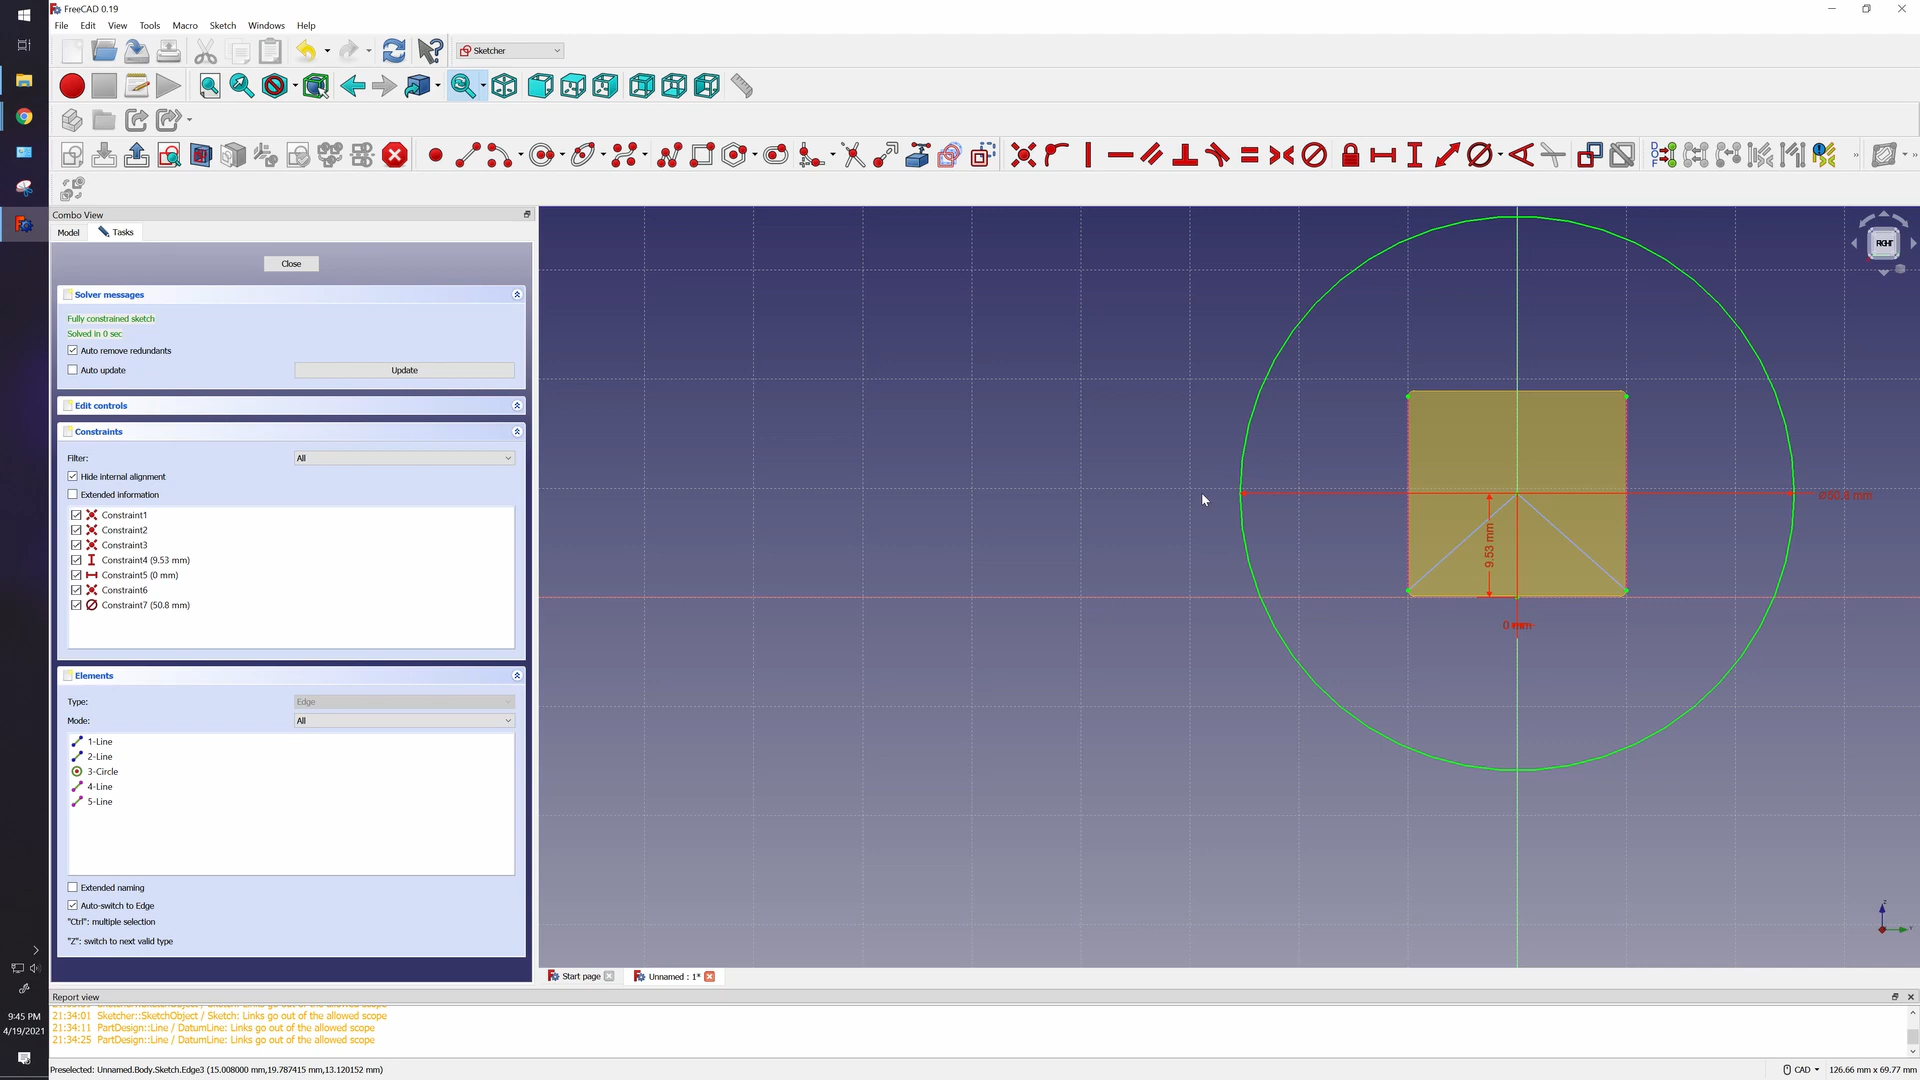 FreeCAD 0.19
File Edit View Tools Macro Sketch Windows Help
Sketcher
Combo View
Model Tasks
Close
Solver messages
Fully constrained sketch
Solved in 0 sec
Auto remove redundants
Auto update Update
Edit controls
Constraints
Filter: All
Hide internal alignment
Extended information
Constraint1
Constraint2
Constraint3
Constraint4 (9.53 mm)
Constraint5 (0 mm)
Constraint6
Constraint7 (50.8 mm)
Elements
Type: Edge
Mode: All
1-Line
2-Line
3-Circle
4-Line
5-Line
Extended naming
Auto-switch to Edge
"Ctrl": multiple selection
"Z": switch to next valid type
RIGHT
Ø50.8 mm
9.53 mm
0 mm
Z
Y
Start page Unnamed : 1*
Report view
21:34:01 Sketcher::SketchObject / Sketch: Links go out of the allowed scope
21:34:11 PartDesign::Line / DatumLine: Links go out of the allowed scope
21:34:25 PartDesign::Line / DatumLine: Links go out of the allowed scope
Preselected: Unnamed.Body.Sketch.Edge3 (15.008000 mm,19.787415 mm,13.120152 mm)
CAD 126.66 mm x 69.77 mm
9:45 PM
4/19/2021